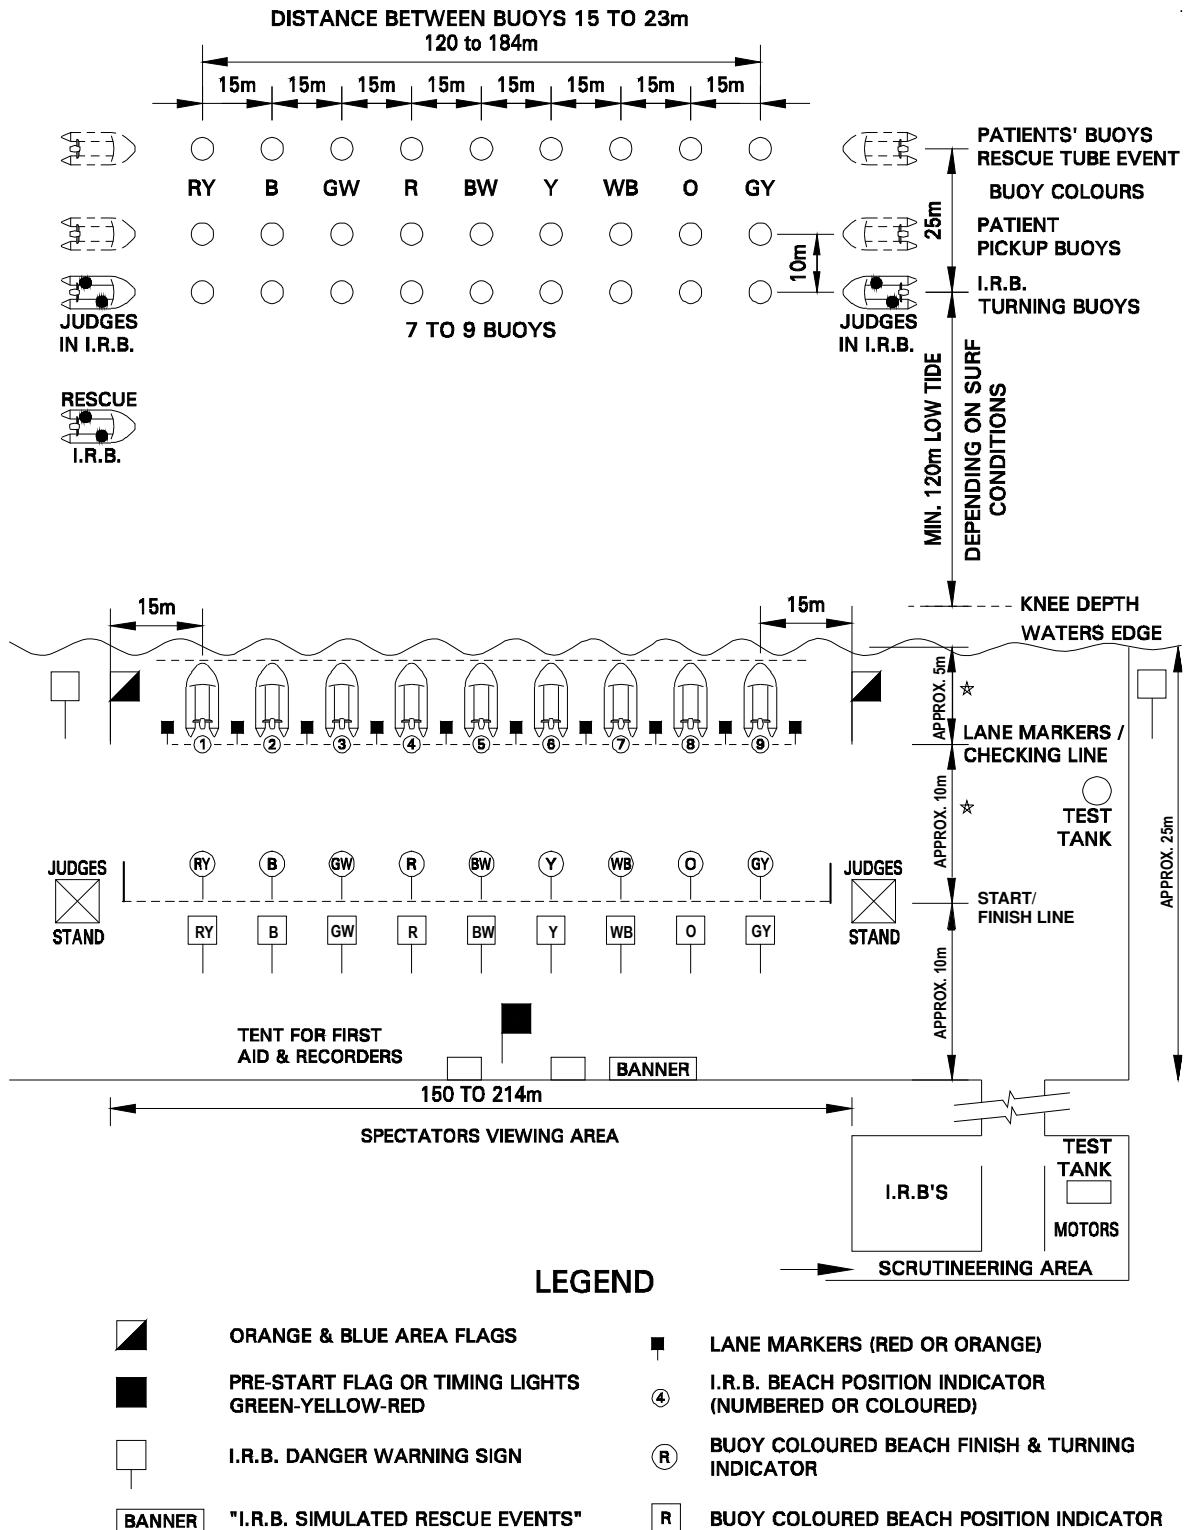 DISTANCE BETWEEN BUOYS 15 TO 23m
120 to 184m
15m 15m 15m 15m 15m 15m 15m 15m
PATIENTS' BUOYS
RESCUE TUBE EVENT
RY B GW R BW Y WB O GY
BUOY COLOURS
25m
PATIENT
PICKUP BUOYS
10m
I.R.B.
TURNING BUOYS
JUDGES
IN I.R.B.
7 TO 9 BUOYS
JUDGES
IN I.R.B.
MIN. 120m LOW TIDE
DEPENDING ON SURF
CONDITIONS
RESCUE
I.R.B.
15m
15m
KNEE DEPTH
WATERS EDGE
APPROX. 5m
LANE MARKERS /
CHECKING LINE
1 2 3 4 5 6 7 8 9
APPROX. 10m
TEST
TANK
APPROX. 25m
RY B GW R BW Y WB O GY
JUDGES
STAND
JUDGES
STAND
START/
FINISH LINE
RY B GW R BW Y WB O GY
APPROX. 10m
TENT FOR FIRST
AID & RECORDERS
BANNER
150 TO 214m
SPECTATORS VIEWING AREA
TEST
TANK
I.R.B'S
MOTORS
SCRUTINEERING AREA
LEGEND
ORANGE & BLUE AREA FLAGS
LANE MARKERS (RED OR ORANGE)
PRE-START FLAG OR TIMING LIGHTS
GREEN-YELLOW-RED
4 I.R.B. BEACH POSITION INDICATOR
(NUMBERED OR COLOURED)
I.R.B. DANGER WARNING SIGN
R BUOY COLOURED BEACH FINISH & TURNING
INDICATOR
BANNER "I.R.B. SIMULATED RESCUE EVENTS"
R BUOY COLOURED BEACH POSITION INDICATOR